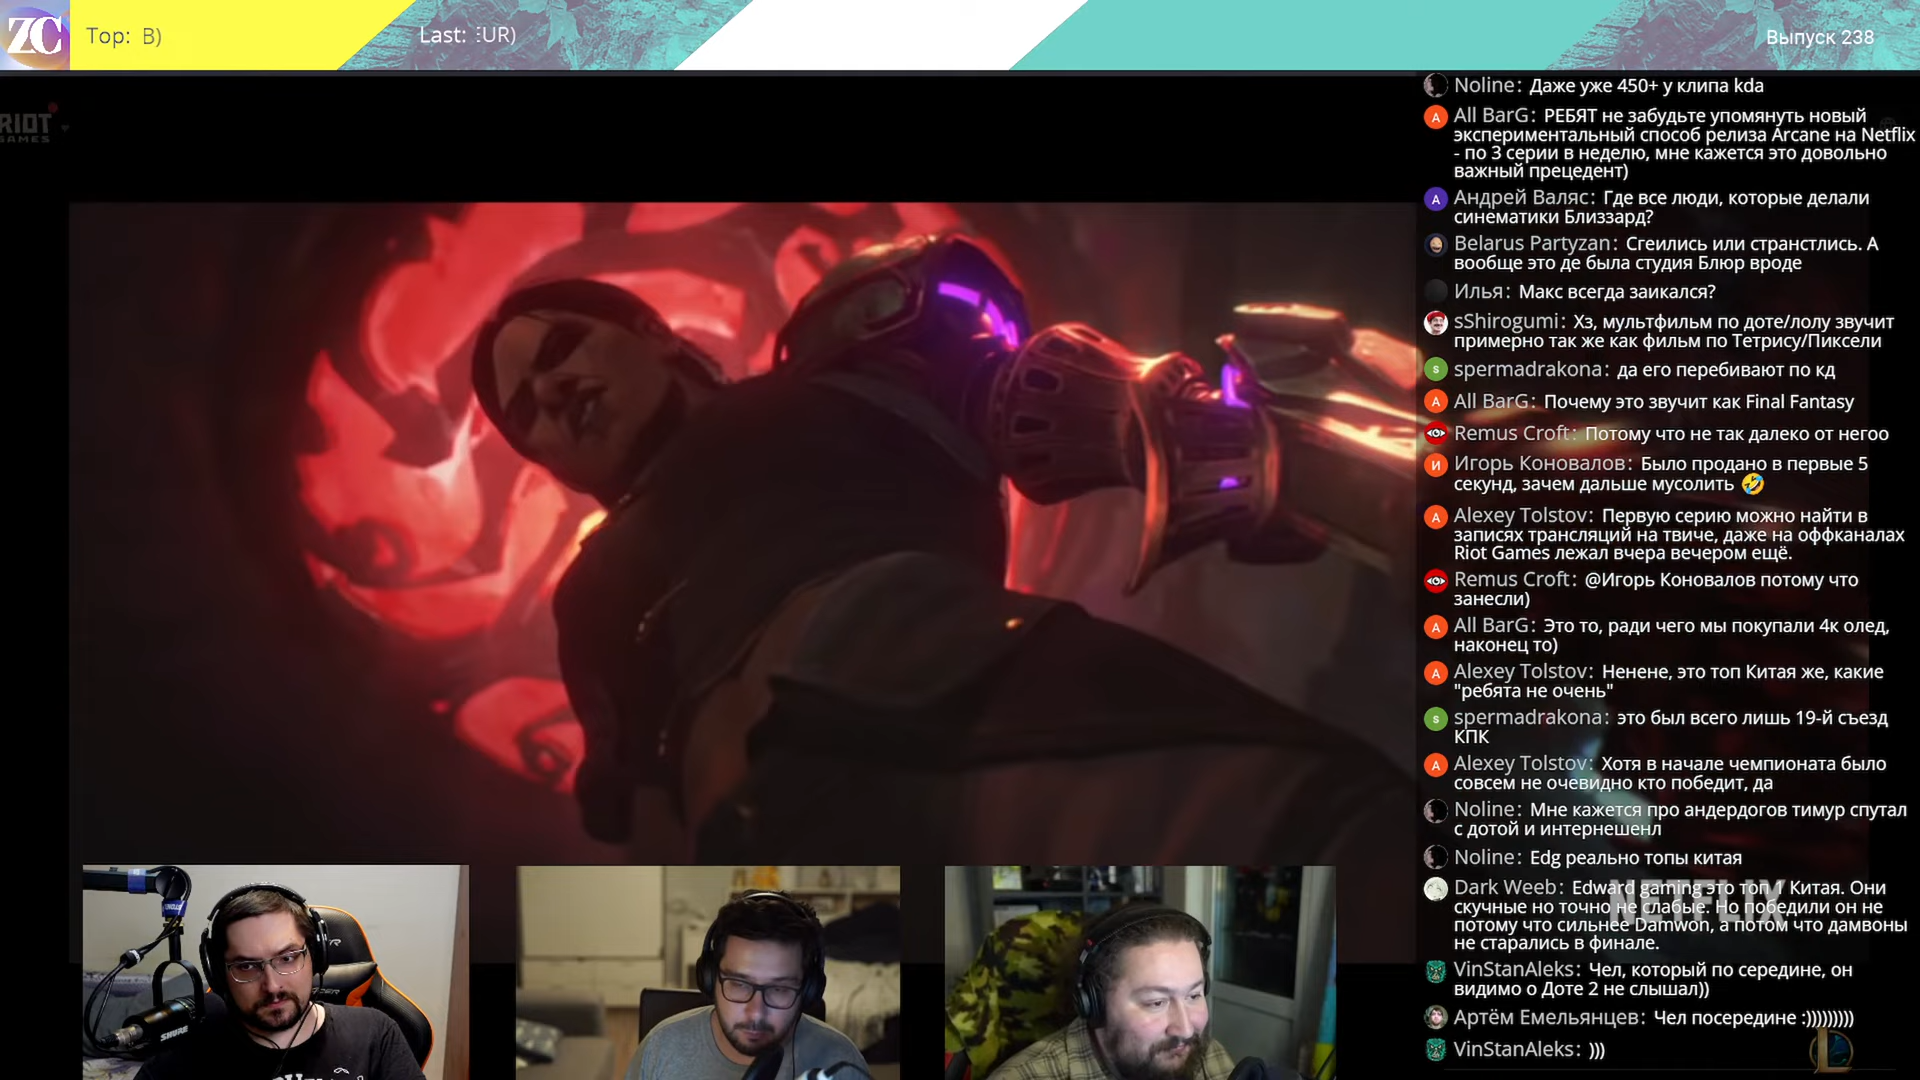 ZC
Top: B)
Last: :UR)
Выпуск 238
RIOT
GAMES
Noline: Даже уже 450+ у клипа kda
All BarG: РЕБЯТ не забудьте упомянуть новый
экспериментальный способ релиза Arcane на Netflix
- по 3 серии в неделю, мне кажется это довольно
важный прецедент)
Андрей Валяс: Где все люди, которые делали
синематики Близзард?
Belarus Partyzan: Сгеились или странстлись. А
вообще это де была студия Блюр вроде
Илья: Макс всегда заикался?
sShirogumi: Хз, мультфильм по доте/лолу звучит
примерно так же как фильм по Тетрису/Пиксели
spermadrakona: да его перебивают по кд
All BarG: Почему это звучит как Final Fantasy
Remus Croft: Потому что не так далеко от негоо
Игорь Коновалов: Было продано в первые 5
секунд, зачем дальше мусолить 🤣
Alexey Tolstov: Первую серию можно найти в
записях трансляций на твиче, даже на оффканалах
Riot Games лежал вчера вечером ещё.
Remus Croft: @Игорь Коновалов потому что
занесли)
All BarG: Это то, ради чего мы покупали 4к олед,
наконец то)
Alexey Tolstov: Ненене, это топ Китая же, какие
"ребята не очень"
spermadrakona: это был всего лишь 19-й съезд
КПК
Alexey Tolstov: Хотя в начале чемпионата было
совсем не очевидно кто победит, да
Noline: Мне кажется про андердогов тимур спутал
с дотой и интернешенл
Noline: Edg реально топы китая
Dark Weeb: Edward gaming это топ 1 Китая. Они
скучные но точно не слабые. Но победили он не
потому что сильнее Damwon, а потом что дамвоны
не старались в финале.
NETFLIX
VinStanAleks: Чел, который по середине, он
видимо о Доте 2 не слышал))
Артём Емельянцев: Чел посередине :)))))))))
VinStanAleks: )))
SHURE